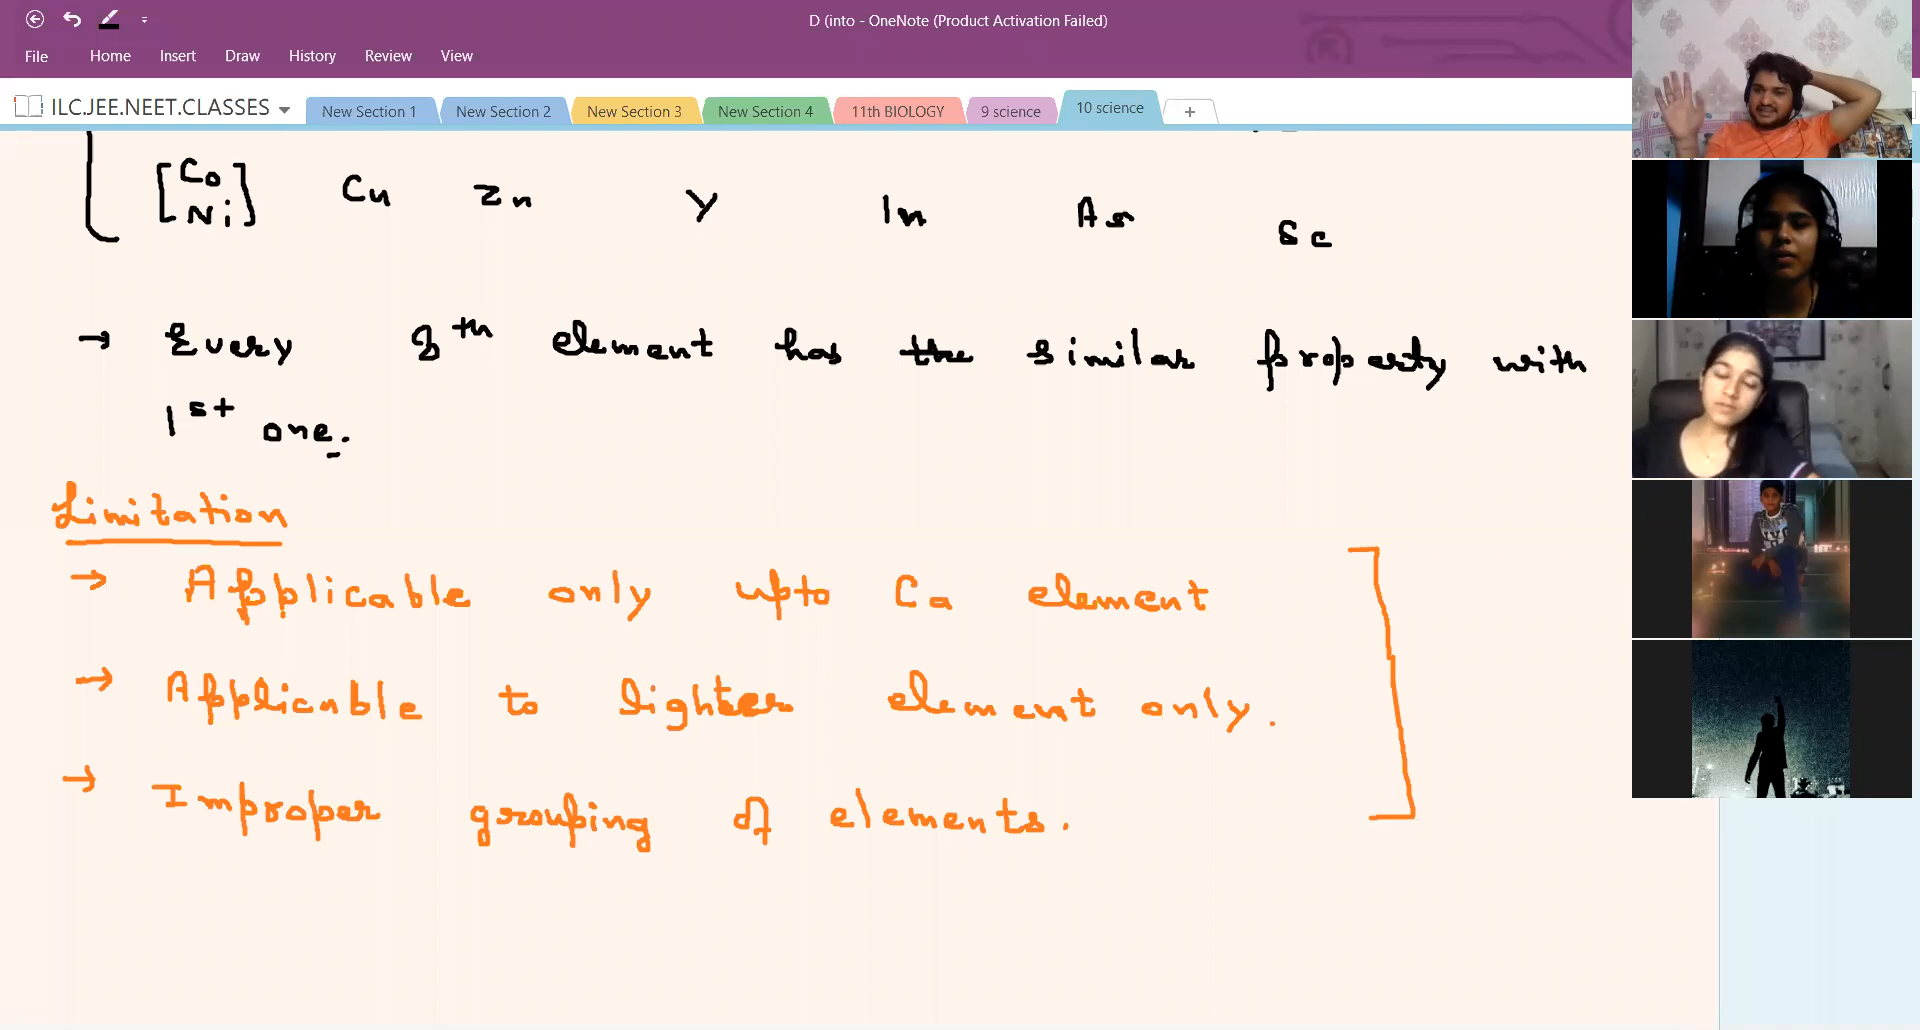 D (into - OneNote (Product Activation Failed)
File Home Insert Draw History Review View
ILC.JEE.NEET.CLASSES New Section 1 New Section 2 New Section 3 New Section 4 11th BIOLOGY 9 science 10 science +
[Co Cu Zn Y In As Se
Ni]
→ Every 8th element has the similar property with
1st one.
Limitation
→ Applicable only upto Ca element
→ Applicable to lighter element only.
→ Improper grouping of elements.